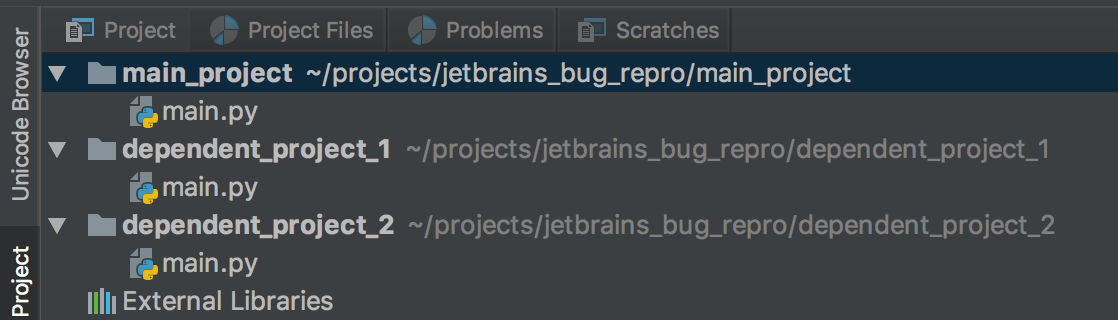 Unicode Browser
Project
Project Project Files Problems Scratches
main_project ~/projects/jetbrains_bug_repro/main_project
main.py
dependent_project_1 ~/projects/jetbrains_bug_repro/dependent_project_1
main.py
dependent_project_2 ~/projects/jetbrains_bug_repro/dependent_project_2
main.py
External Libraries